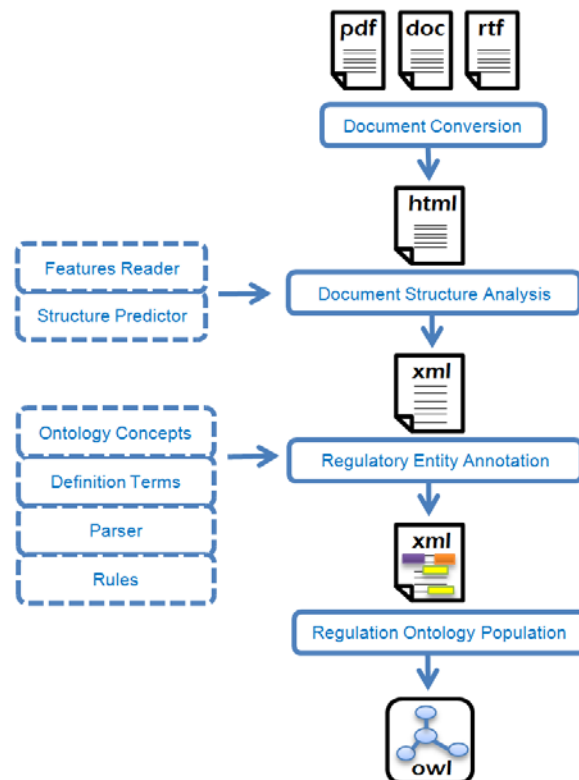 pdf doc rtf
Document Conversion
html
Features Reader
Structure Predictor
Document Structure Analysis
xml
Ontology Concepts
Definition Terms
Parser
Rules
Regulatory Entity Annotation
xml
Regulation Ontology Population
owl